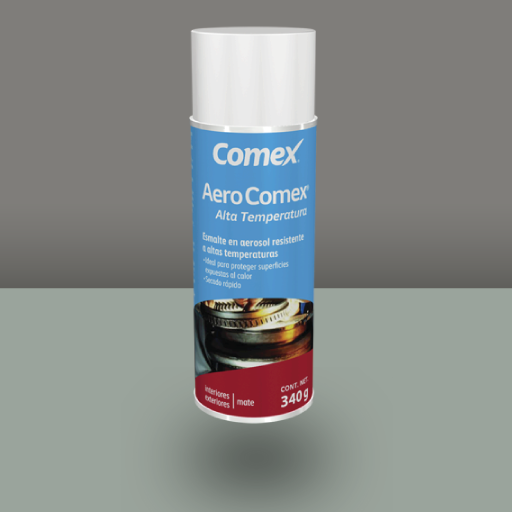 Comex
AeroComex®
Alta Temperatura
Esmalte en aerosol resistente
a altas temperaturas
•Ideal para proteger superficies
expuestas al calor
•Secado rápido
interiores
exteriores
mate
CONT. NET.
340 g